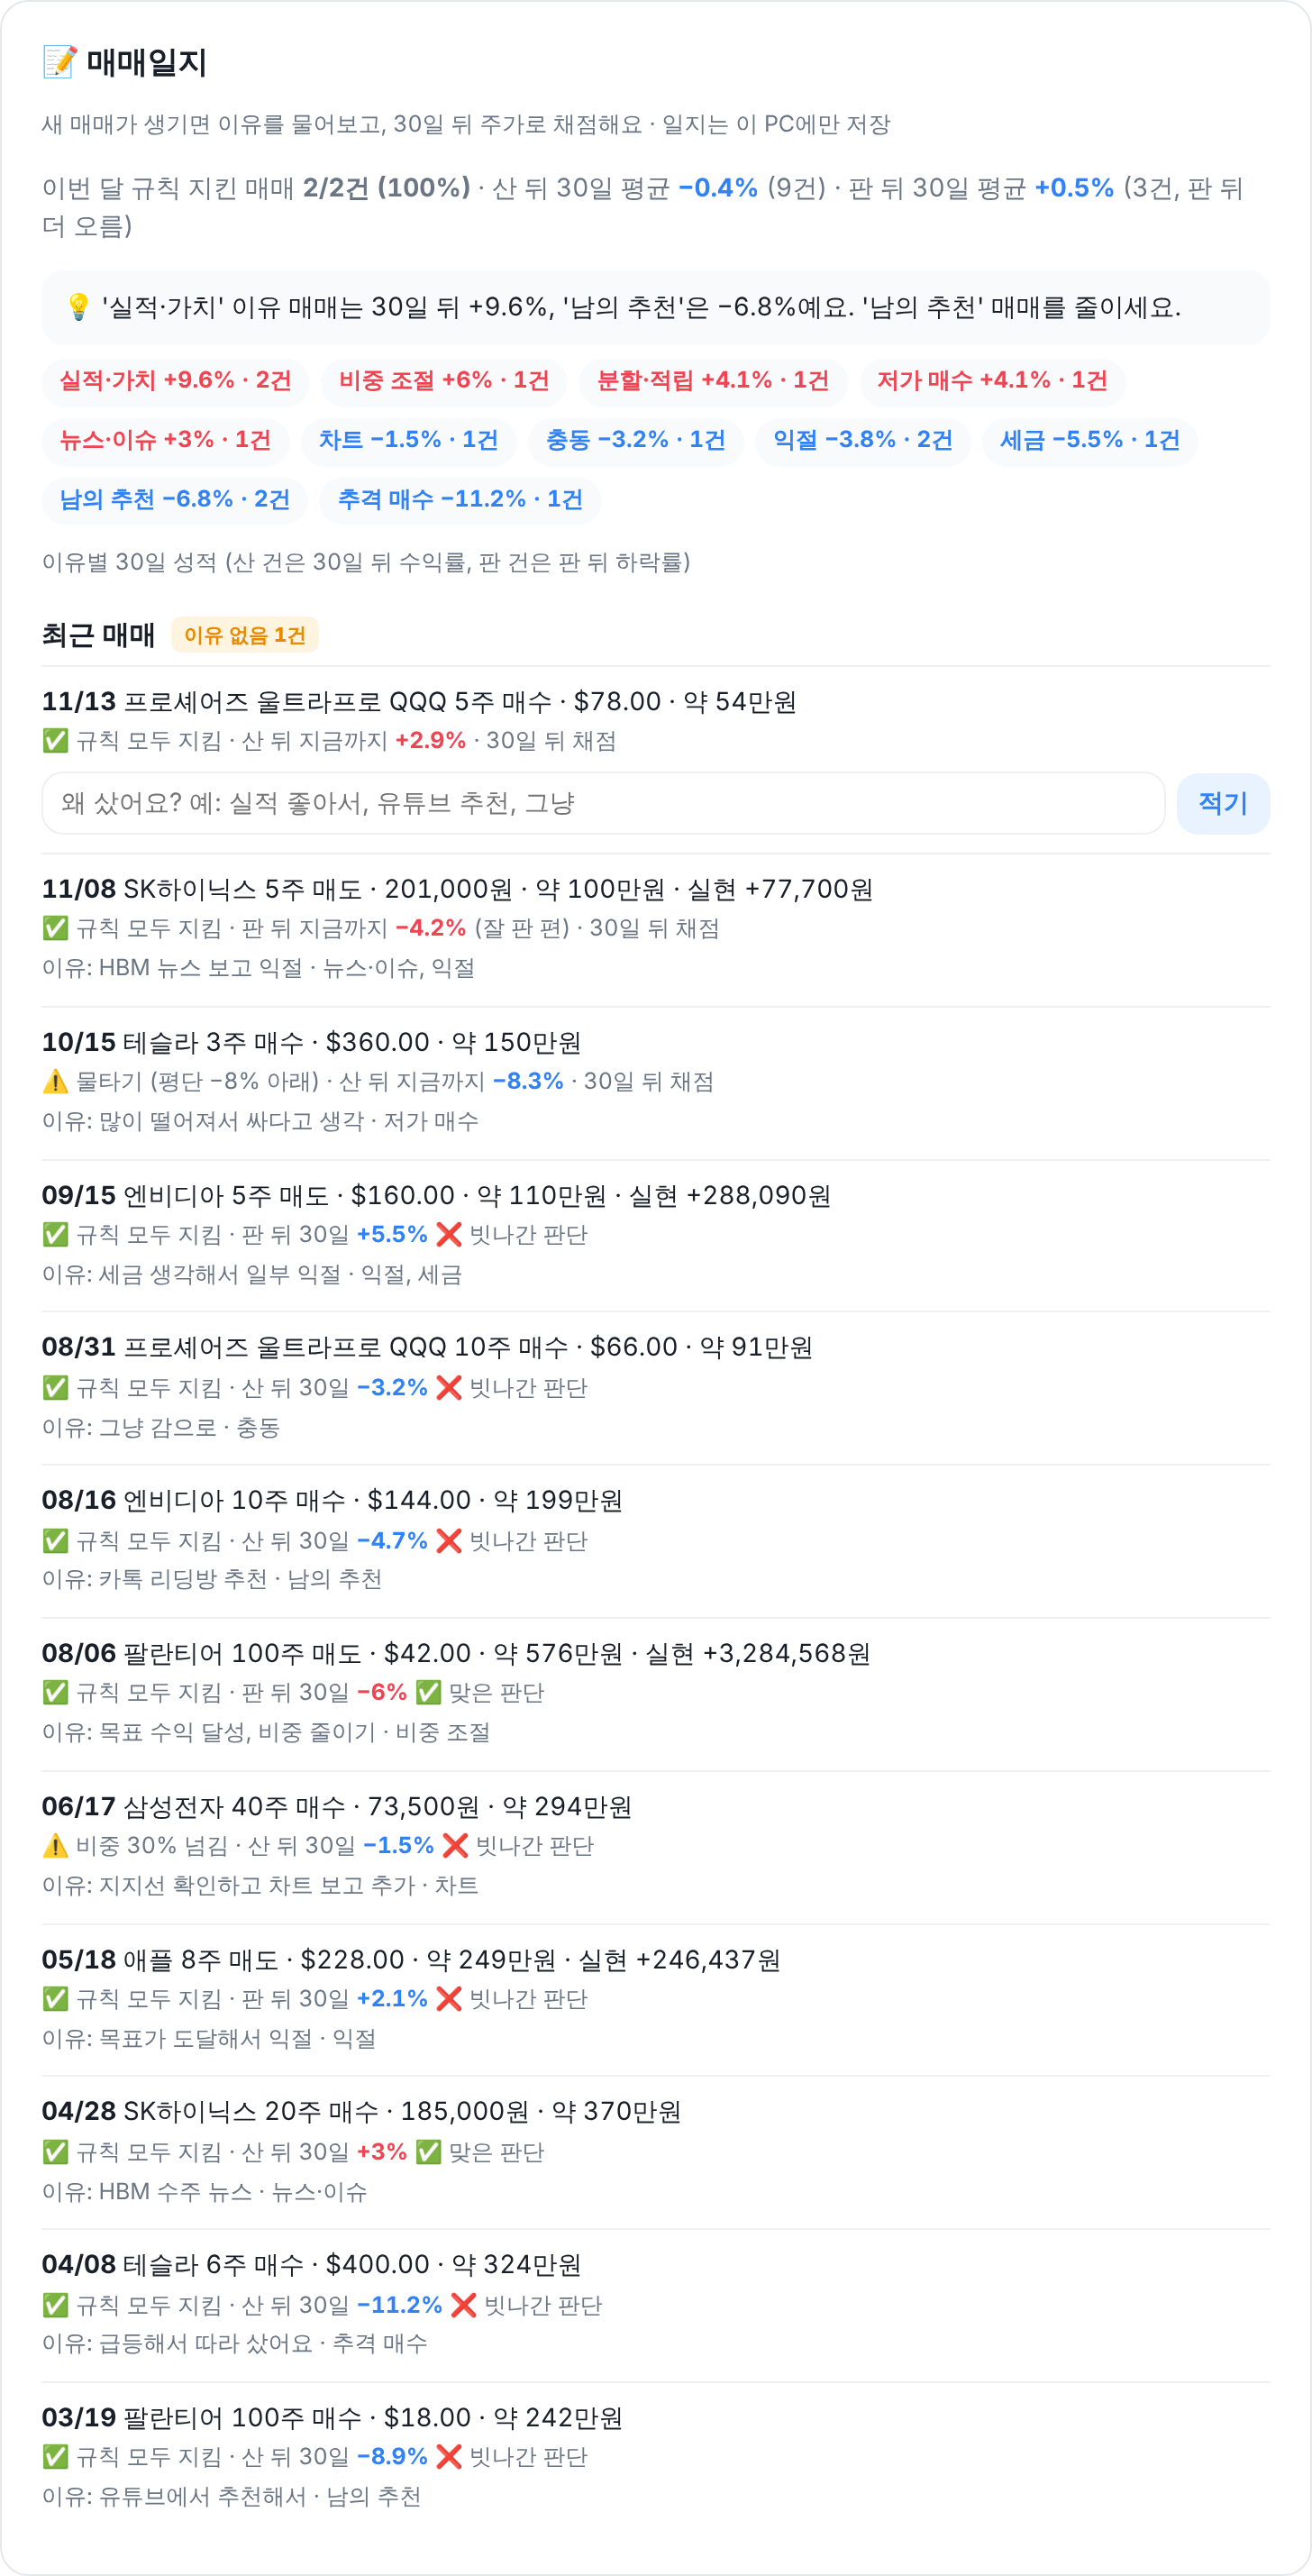 📝 매매일지
새 매매가 생기면 이유를 물어보고, 30일 뒤 주가로 채점해요 · 일지는 이 PC에만 저장
이번 달 규칙 지킨 매매 2/2건 (100%) · 산 뒤 30일 평균 −0.4% (9건) · 판 뒤 30일 평균 +0.5% (3건, 판 뒤
더 오름)
💡 '실적·가치' 이유 매매는 30일 뒤 +9.6%, '남의 추천'은 −6.8%예요. '남의 추천' 매매를 줄이세요.
실적·가치 +9.6% · 2건 비중 조절 +6% · 1건 분할·적립 +4.1% · 1건 저가 매수 +4.1% · 1건
뉴스·이슈 +3% · 1건 차트 −1.5% · 1건 충동 −3.2% · 1건 익절 −3.8% · 2건 세금 −5.5% · 1건
남의 추천 −6.8% · 2건 추격 매수 −11.2% · 1건
이유별 30일 성적 (산 건은 30일 뒤 수익률, 판 건은 판 뒤 하락률)
최근 매매 이유 없음 1건
11/13 프로셰어즈 울트라프로 QQQ 5주 매수 · $78.00 · 약 54만원
✅ 규칙 모두 지킴 · 산 뒤 지금까지 +2.9% · 30일 뒤 채점
왜 샀어요? 예: 실적 좋아서, 유튜브 추천, 그냥 적기
11/08 SK하이닉스 5주 매도 · 201,000원 · 약 100만원 · 실현 +77,700원
✅ 규칙 모두 지킴 · 판 뒤 지금까지 −4.2% (잘 판 편) · 30일 뒤 채점
이유: HBM 뉴스 보고 익절 · 뉴스·이슈, 익절
10/15 테슬라 3주 매수 · $360.00 · 약 150만원
⚠️ 물타기 (평단 −8% 아래) · 산 뒤 지금까지 −8.3% · 30일 뒤 채점
이유: 많이 떨어져서 싸다고 생각 · 저가 매수
09/15 엔비디아 5주 매도 · $160.00 · 약 110만원 · 실현 +288,090원
✅ 규칙 모두 지킴 · 판 뒤 30일 +5.5% ❌ 빗나간 판단
이유: 세금 생각해서 일부 익절 · 익절, 세금
08/31 프로셰어즈 울트라프로 QQQ 10주 매수 · $66.00 · 약 91만원
✅ 규칙 모두 지킴 · 산 뒤 30일 −3.2% ❌ 빗나간 판단
이유: 그냥 감으로 · 충동
08/16 엔비디아 10주 매수 · $144.00 · 약 199만원
✅ 규칙 모두 지킴 · 산 뒤 30일 −4.7% ❌ 빗나간 판단
이유: 카톡 리딩방 추천 · 남의 추천
08/06 팔란티어 100주 매도 · $42.00 · 약 576만원 · 실현 +3,284,568원
✅ 규칙 모두 지킴 · 판 뒤 30일 −6% ✅ 맞은 판단
이유: 목표 수익 달성, 비중 줄이기 · 비중 조절
06/17 삼성전자 40주 매수 · 73,500원 · 약 294만원
⚠️ 비중 30% 넘김 · 산 뒤 30일 −1.5% ❌ 빗나간 판단
이유: 지지선 확인하고 차트 보고 추가 · 차트
05/18 애플 8주 매도 · $228.00 · 약 249만원 · 실현 +246,437원
✅ 규칙 모두 지킴 · 판 뒤 30일 +2.1% ❌ 빗나간 판단
이유: 목표가 도달해서 익절 · 익절
04/28 SK하이닉스 20주 매수 · 185,000원 · 약 370만원
✅ 규칙 모두 지킴 · 산 뒤 30일 +3% ✅ 맞은 판단
이유: HBM 수주 뉴스 · 뉴스·이슈
04/08 테슬라 6주 매수 · $400.00 · 약 324만원
✅ 규칙 모두 지킴 · 산 뒤 30일 −11.2% ❌ 빗나간 판단
이유: 급등해서 따라 샀어요 · 추격 매수
03/19 팔란티어 100주 매수 · $18.00 · 약 242만원
✅ 규칙 모두 지킴 · 산 뒤 30일 −8.9% ❌ 빗나간 판단
이유: 유튜브에서 추천해서 · 남의 추천